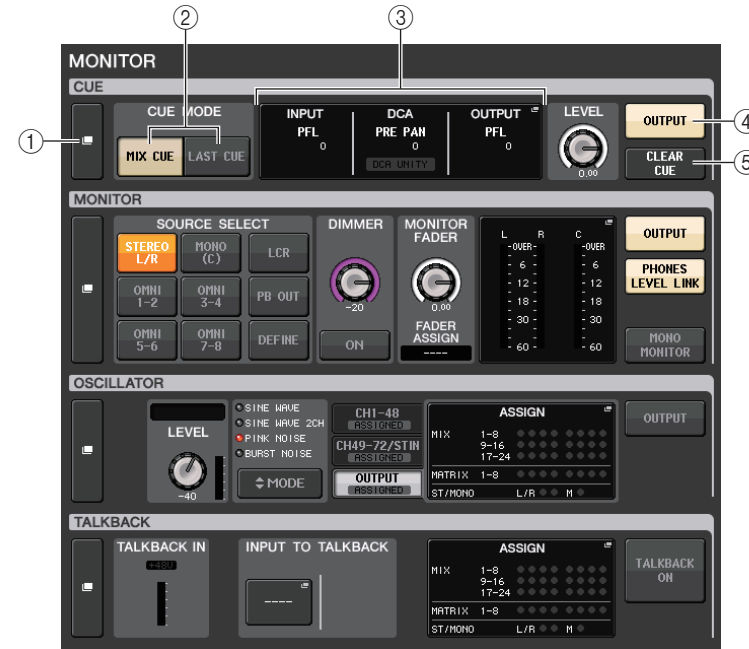 ② ③
MONITOR
CUE
①
CUE MODE
MIX CUE
LAST CUE
INPUT
PFL
0
DCA
PRE PAN
0
DCA UNITY
OUTPUT
PFL
0
LEVEL
0.00
OUTPUT
④
CLEAR
CUE
⑤
MONITOR
SOURCE SELECT
STEREO
L/R
MONO
(C)
LCR
OMNI
1-2
OMNI
3-4
PB OUT
OMNI
5-6
OMNI
7-8
DEFINE
DIMMER
-20
ON
MONITOR
FADER
0.00
FADER
ASSIGN
----
L R C
-OVER- -OVER
- 6 - - 6
- 12 - - 12
- 18 - - 18
- 30 - - 30
- 60 - - 60
OUTPUT
PHONES
LEVEL LINK
MONO
MONITOR
OSCILLATOR
LEVEL
-40
SINE WAVE
SINE WAVE 2CH
PINK NOISE
BURST NOISE
MODE
CH1-48
ASSIGNED
CH49-72/STIN
ASSIGNED
OUTPUT
ASSIGNED
ASSIGN
MIX 1-8
9-16
17-24
MATRIX 1-8
ST/MONO L/R M
OUTPUT
TALKBACK
TALKBACK IN
+48V
INPUT TO TALKBACK
----
ASSIGN
MIX 1-8
9-16
17-24
MATRIX 1-8
ST/MONO L/R M
TALKBACK
ON